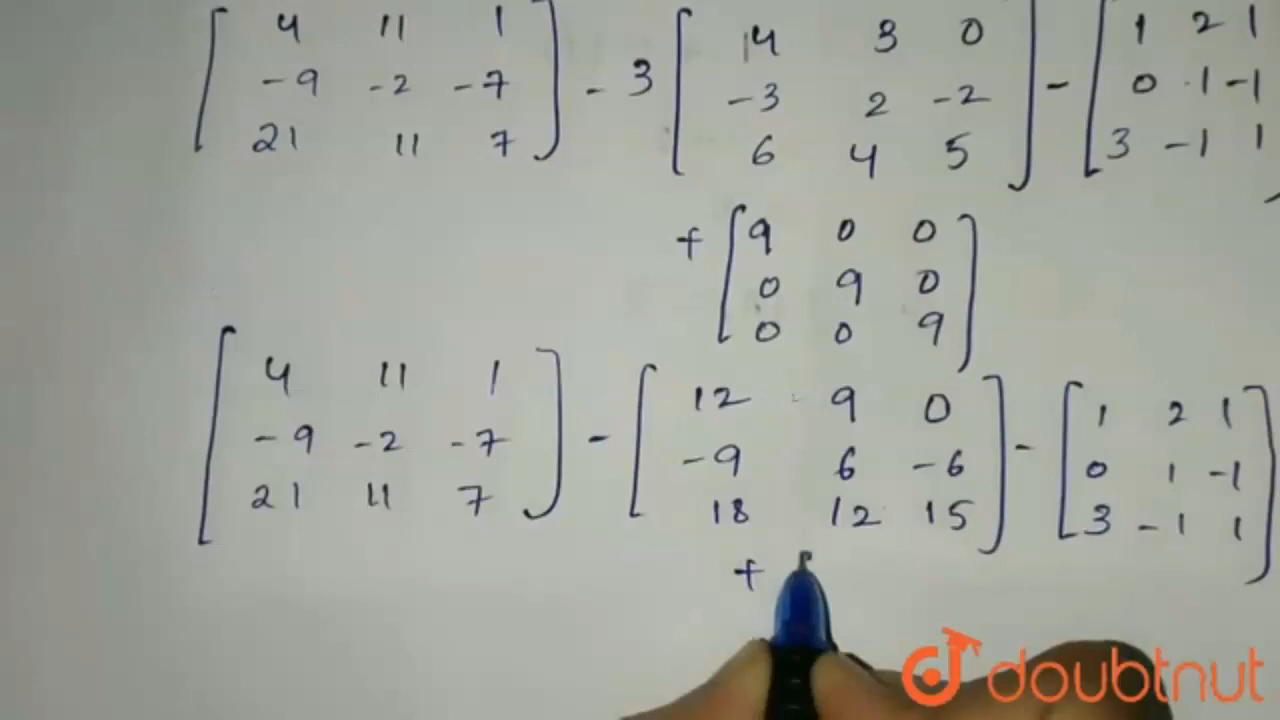 4 11 1 14 3 0 1 2 1
-9 -2 -7 - 3 -3 2 -2 - 0 1 -1
21 11 7 6 4 5 3 -1 1
9 0 0
+ 0 9 0
0 0 9
4 11 1 12 9 0 1 2 1
-9 -2 -7 - -9 6 -6 - 0 1 -1
21 11 7 18 12 15 3 -1 1
+
doubtnut